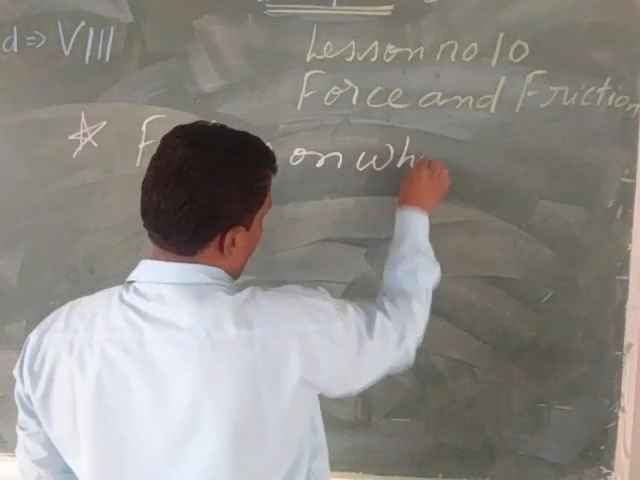 d ⇒ VIII
Lesson no. 10
Force and Friction
on wh